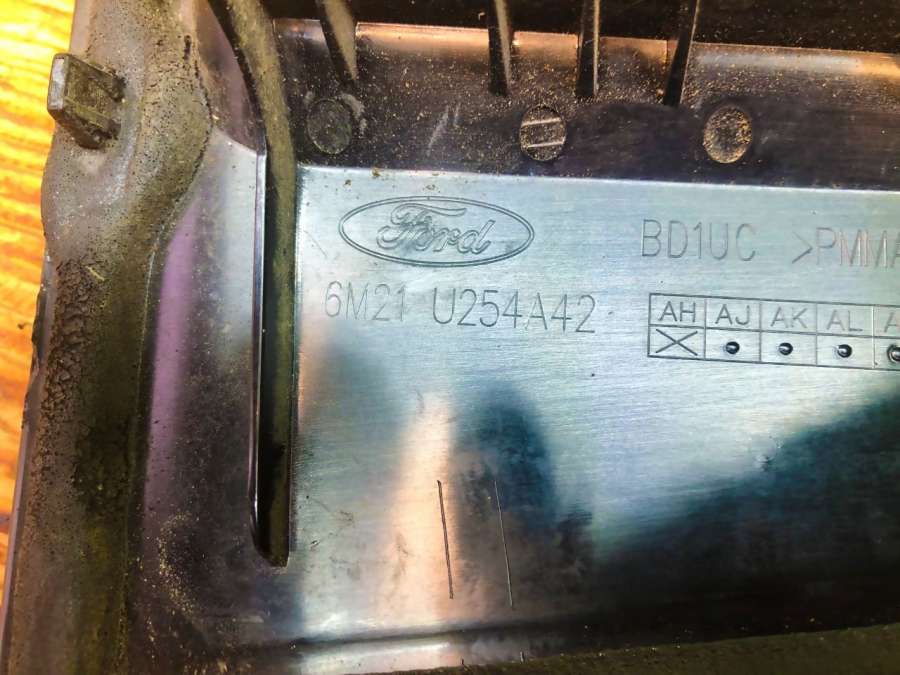 Ford
BD1UC >PMMA
6M21 U254A42
AH AJ AK AL